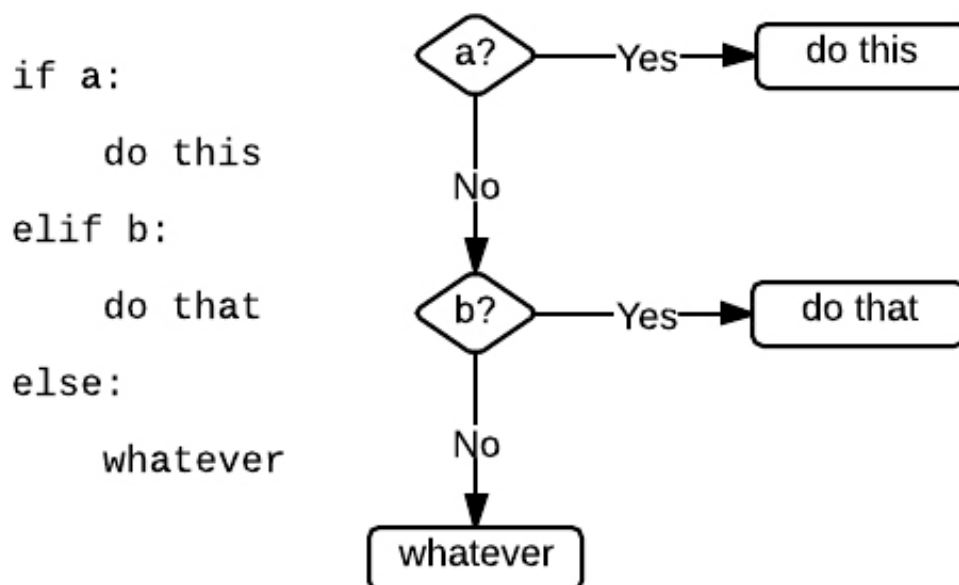 if a:
do this
elif b:
do that
else:
whatever
a?
Yes
do this
No
b?
Yes
do that
No
whatever